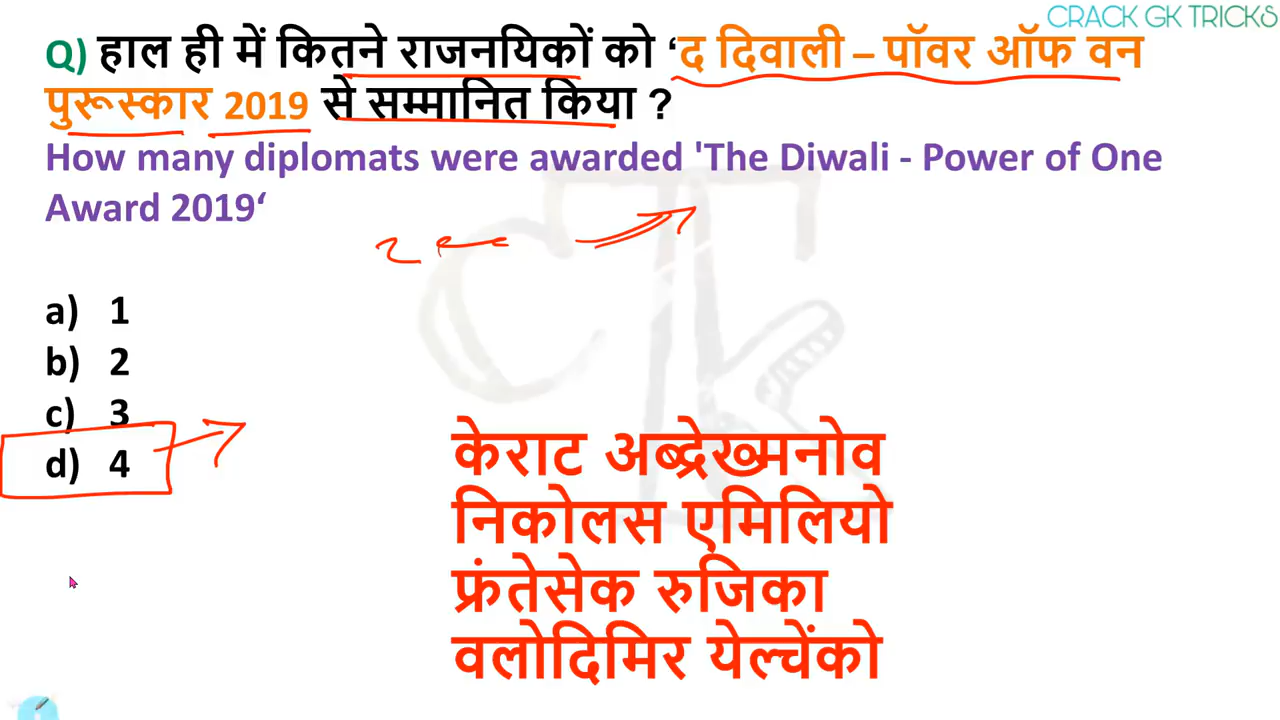 CRACK GK TRICKS
Q) हाल ही में कितने राजनयिकों को ‘द दिवाली – पॉवर ऑफ वन
पुरूस्कार 2019 से सम्मानित किया ?
How many diplomats were awarded 'The Diwali - Power of One
Award 2019‘
a) 1
b) 2
c) 3
d) 4
केराट अब्द्रेख्मनोव
निकोलस एमिलियो
फ्रंतेसेक रुजिका
वलोदिमिर येल्चेंको